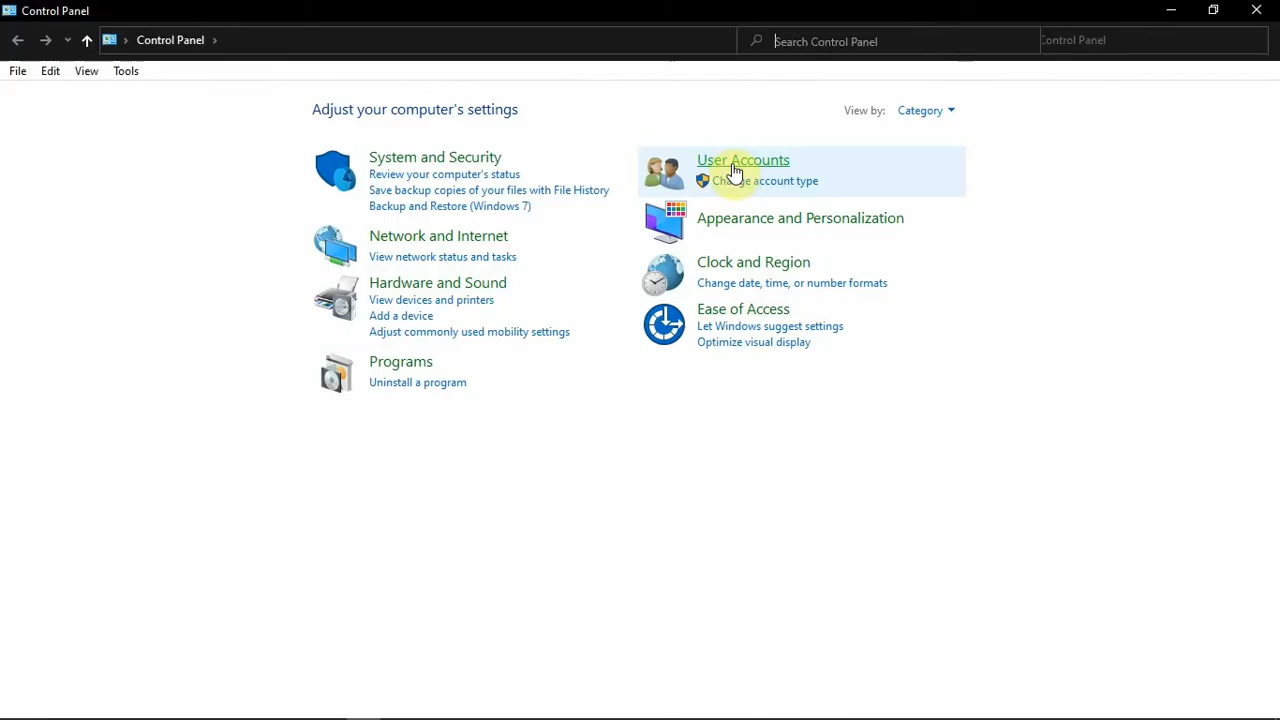 Control Panel
Control Panel
Search Control Panel
Control Panel
File Edit View Tools
Adjust your computer's settings
View by: Category
System and Security
Review your computer's status
Save backup copies of your files with File History
Backup and Restore (Windows 7)
Network and Internet
View network status and tasks
Hardware and Sound
View devices and printers
Add a device
Adjust commonly used mobility settings
Programs
Uninstall a program
User Accounts
Change account type
Appearance and Personalization
Clock and Region
Change date, time, or number formats
Ease of Access
Let Windows suggest settings
Optimize visual display